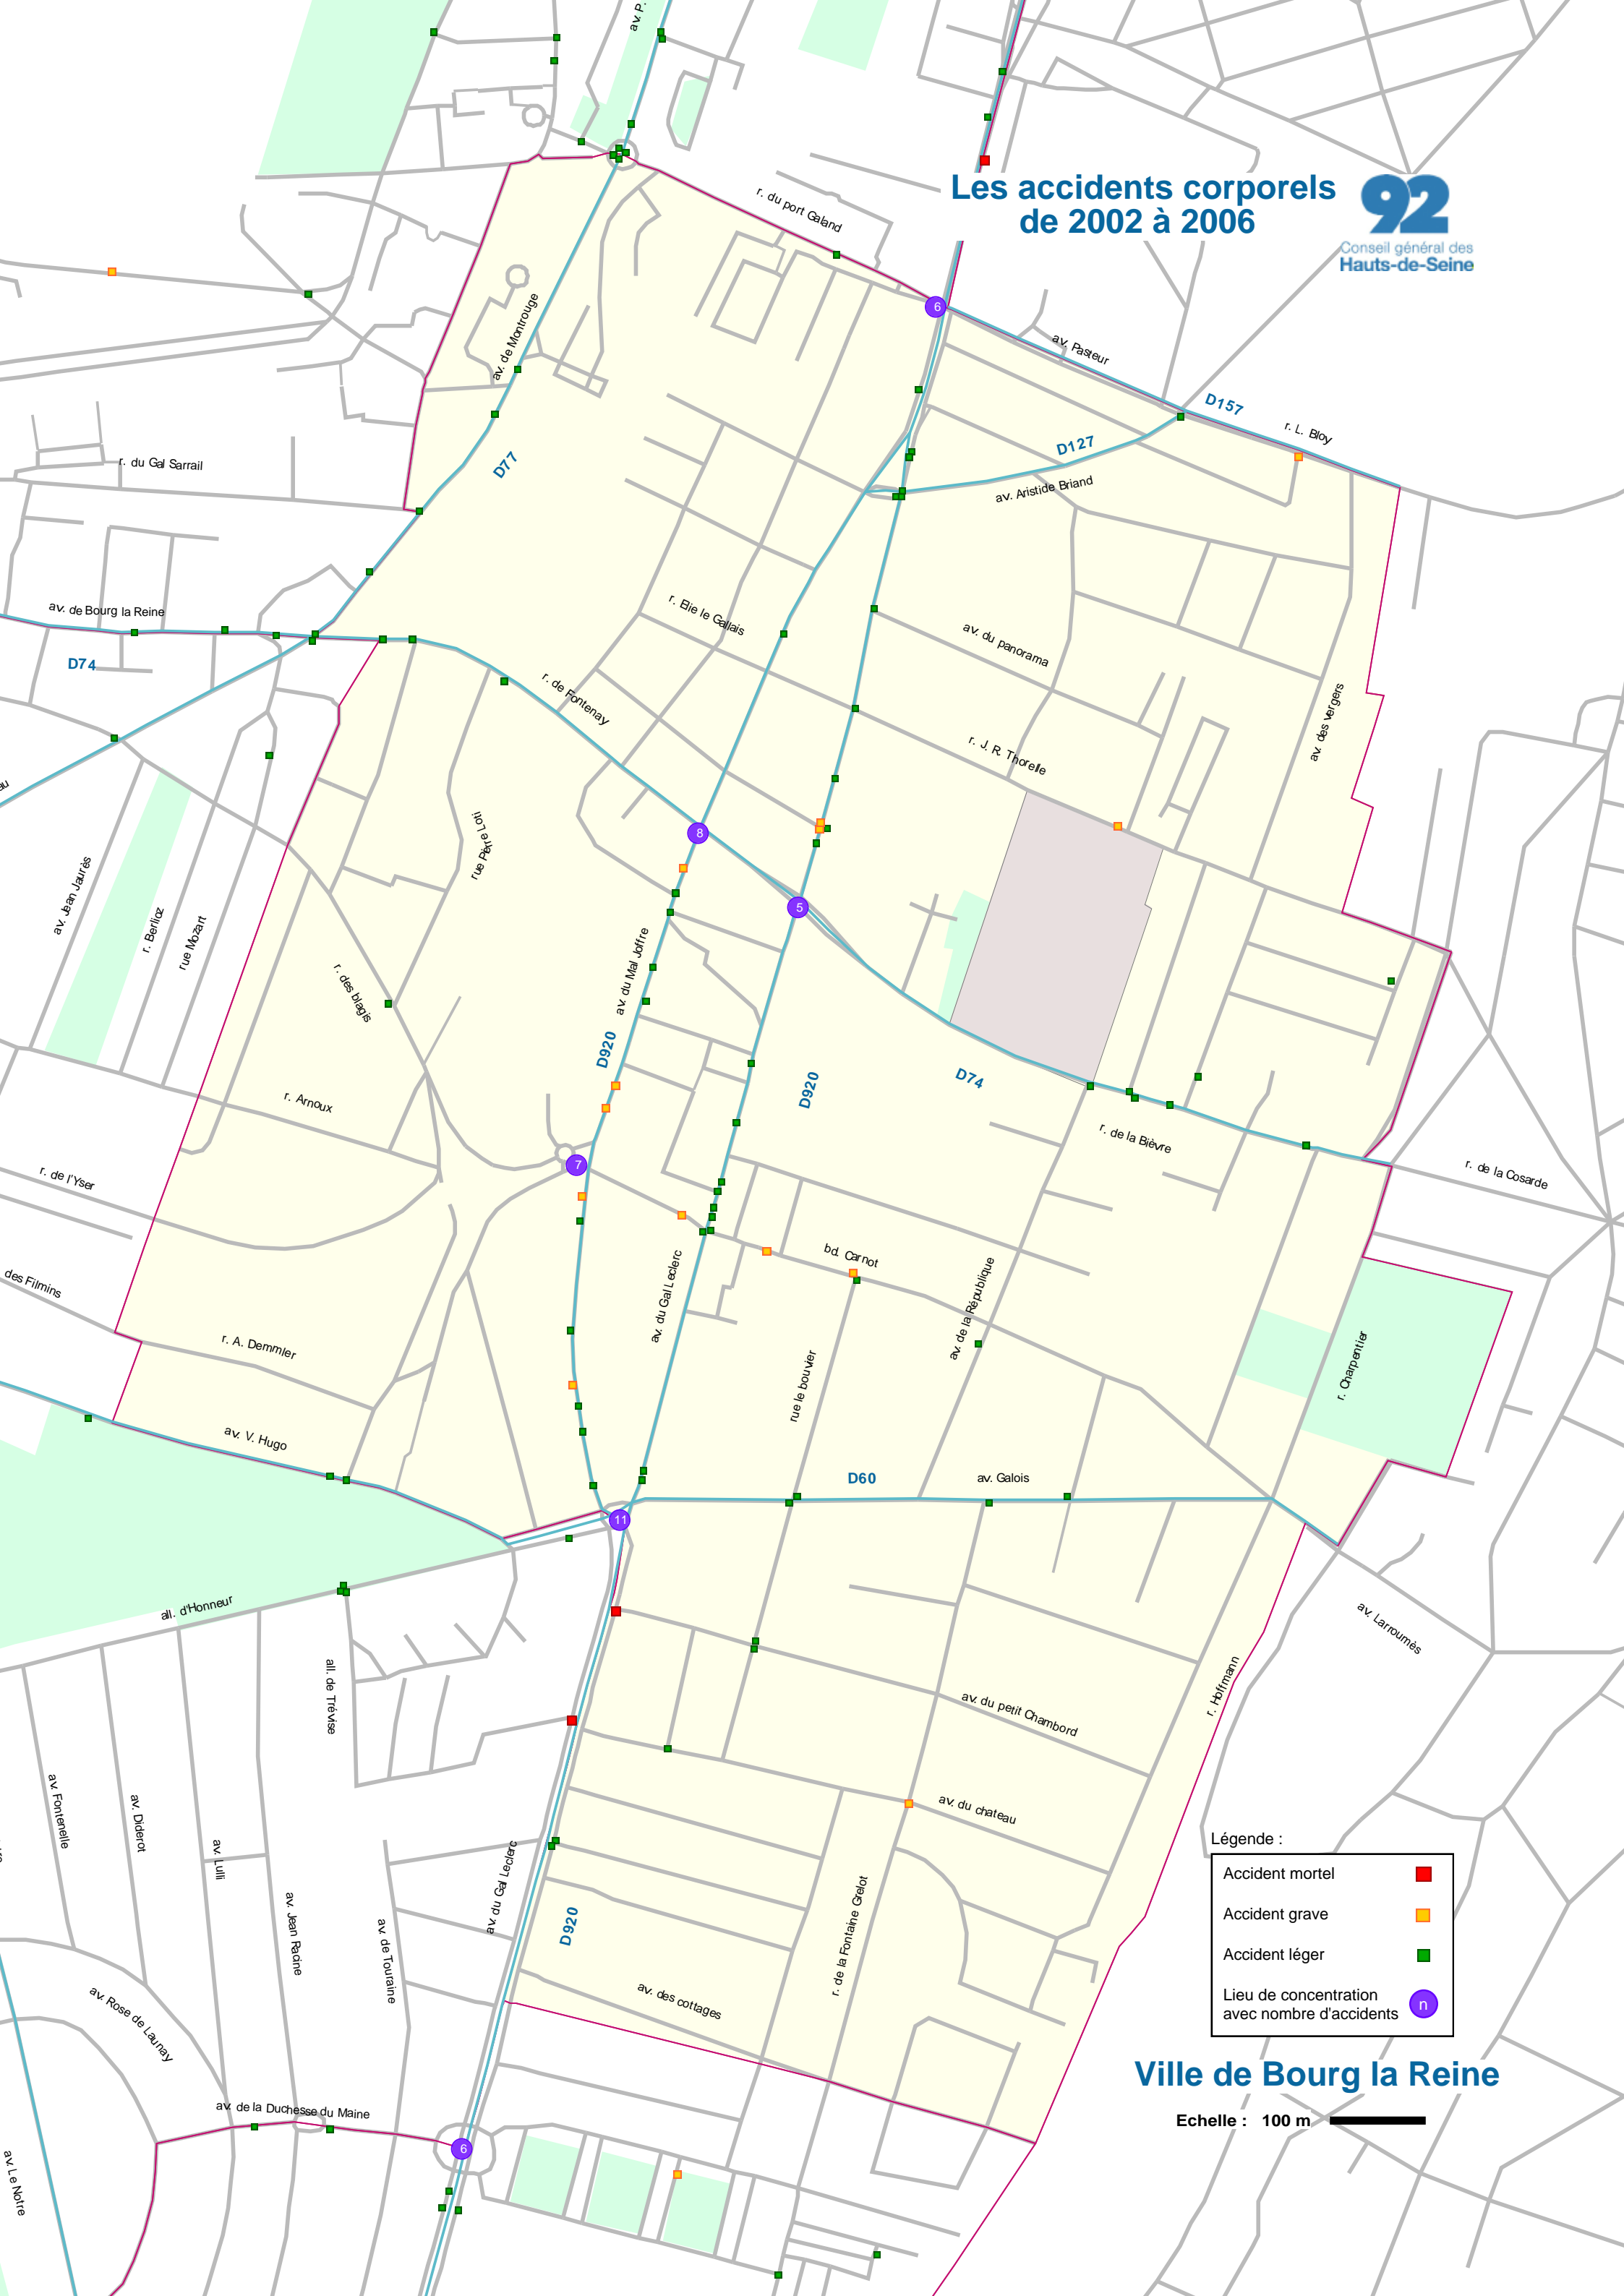 av. P.
Les accidents corporels
de 2002 à 2006
92
Conseil général des
Hauts-de-Seine
r. du port Galand
6
av. de Montrouge
av. Pasteur
D157
r. L. Bloy
D127
av. Aristide Briand
D77
r. du Gal Sarrail
av. de Bourg la Reine
D74
r. Elie le Gallais
av. du panorama
r. de Fontenay
av. des vergers
r. J. R. Thorelle
rue Pierre Loti
8
5
av. Jean Jaurès
r. Berlioz
rue Mozart
r. des blagis
av. du Mal Joffre
D920
D920
D74
r. Arnoux
r. de la Bièvre
r. de l'Yser
7
r. de la Cosarde
bd. Carnot
des Filmins
av. du Gal Leclerc
av. de la République
r. A. Demmler
rue le bouvier
r. Charpentier
av. V. Hugo
D60
av. Galois
11
all. d'Honneur
av. Larroumès
all. de Trévise
r. Hoffmann
av. du petit Chambord
av. Fontenelle
av. Diderot
av. Lulli
av. du chateau
av. Jean Racine
av. de Touraine
av. du Gal Leclerc
D920
r. de la Fontaine Grelot
av. des cottages
av. Rose de Launay
av. de la Duchesse du Maine
6
av. Le Notre
Légende :
Accident mortel
Accident grave
Accident léger
Lieu de concentration
avec nombre d'accidents
n
Ville de Bourg la Reine
Echelle : 100 m